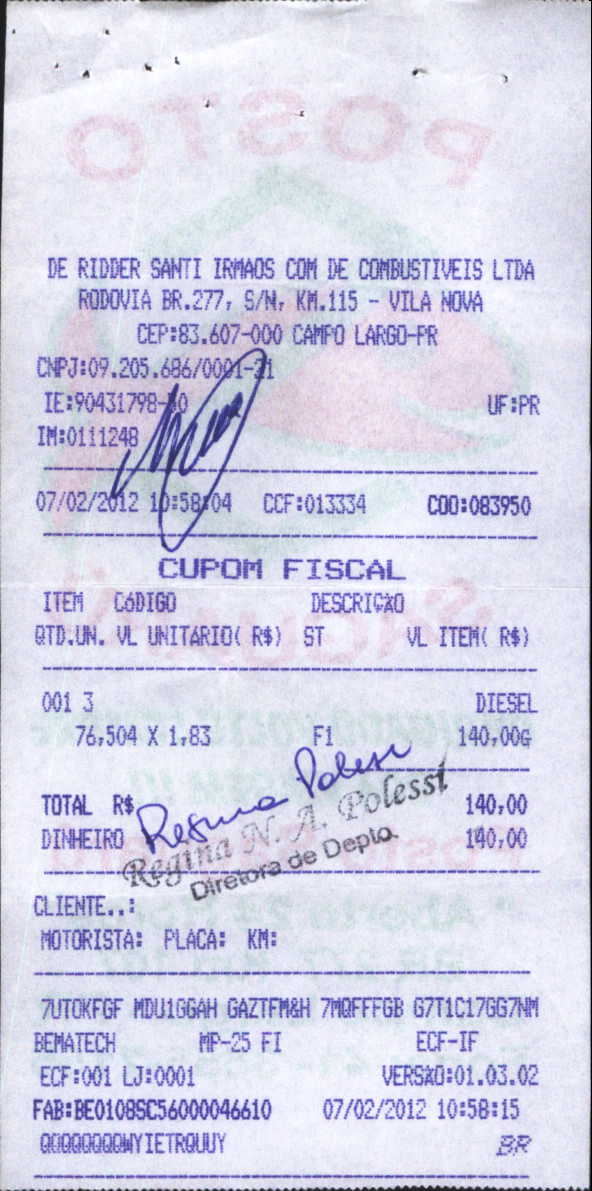 DE RIDDER SANTI IRMAOS COM DE COMBUSTIVEIS LTDA
RODOVIA BR.277, S/N, KM.115 - VILA NOVA
CEP:83.607-000 CAMPO LARGO-PR
CNPJ:09.205.686/0001-31
IE:90431798-50 UF:PR
IM:0111248
07/02/2012 10:58:04 CCF:013334 COO:083950
CUPOM FISCAL
ITEM CÓDIGO DESCRIÇÃO
QTD.UN. VL UNITÁRIO( R$) ST VL ITEM( R$)
001 3 DIESEL
76,504 X 1,83 F1 140,00G
TOTAL R$ 140,00
DINHEIRO 140,00
Regina Polessi
Regina N. A. Polessi
Diretora de Depto.
CLIENTE..:
MOTORISTA: PLACA: KM:
7UTOKFGF MDU1GGAH GAZTFM&H 7MQFFFGB G7T1C17GG7NM
BEMATECH MP-25 FI ECF-IF
ECF:001 LJ:0001 VERSÃO:01.03.02
FAB:BE0108SC56000046610 07/02/2012 10:58:15
QQQQQQQQWYIETRQUUY BR